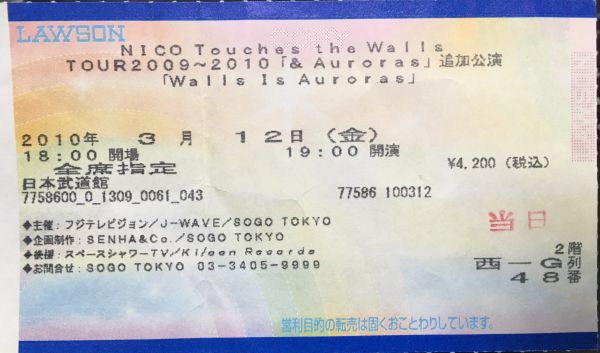 LAWSON
NICO Touches the Walls
TOUR2009～2010「& Auroras」追加公演
「Walls Is Auroras」
2010年 3月 12日（金）
18:00 開場 19:00 開演 ¥4,200（税込）
全席指定
日本武道館
7758600_0_1309_0061_043 77586 100312
◆主催：フジテレビジョン/J-WAVE/SOGO TOKYO
◆企画制作：SENHA&Co./SOGO TOKYO
◆後援：スペースシャワーTV/Ki/oon Records
◆お問合せ：SOGO TOKYO 03-3405-9999
2階
西－G列
48番
営利目的の転売は固くおことわりしています。